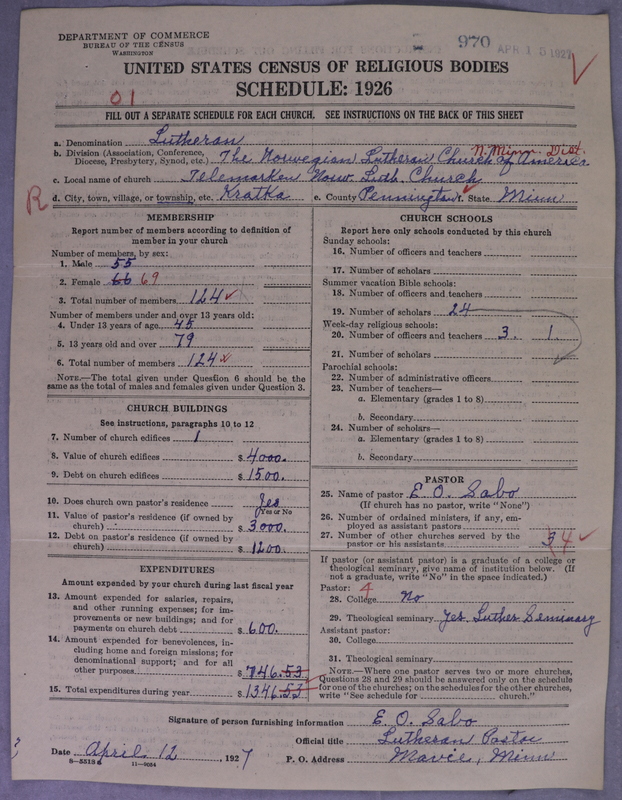 DEPARTMENT OF COMMERCE
BUREAU OF THE CENSUS
WASHINGTON
970 APR 15 1927
UNITED STATES CENSUS OF RELIGIOUS BODIES
SCHEDULE: 1926
01
FILL OUT A SEPARATE SCHEDULE FOR EACH CHURCH. SEE INSTRUCTIONS ON THE BACK OF THIS SHEET
a. Denomination Lutheran
N. Minn. Dist.
b. Division (Association, Conference, Diocese, Presbytery, Synod, etc.) The Norwegian Lutheran Church of America
c. Local name of church Telemarken Norw. Luth. Church
R d. City, town, village, or township, etc. Kratka e. County Pennington f. State Minn
MEMBERSHIP
Report number of members according to definition of
member in your church
Number of members, by sex:
1. Male 55
2. Female 66 69
3. Total number of members 124
Number of members under and over 13 years old:
4. Under 13 years of age 45
5. 13 years old and over 79
6. Total number of members 124
NOTE.—The total given under Question 6 should be the
same as the total of males and females given under Question 3.
CHURCH BUILDINGS
See instructions, paragraphs 10 to 12
7. Number of church edifices 1
8. Value of church edifices $ 4000.
9. Debt on church edifices $ 1500.
10. Does church own pastor's residence Yes
Yes or No
11. Value of pastor's residence (if owned by
church) $ 3000.
12. Debt on pastor's residence (if owned by
church) $ 1200.
EXPENDITURES
Amount expended by your church during last fiscal year
13. Amount expended for salaries, repairs,
and other running expenses; for im-
provements or new buildings; and for
payments on church debt $ 600.
14. Amount expended for benevolences, in-
cluding home and foreign missions; for
denominational support; and for all
other purposes $ 746.53
15. Total expenditures during year $ 1346.53
CHURCH SCHOOLS
Report here only schools conducted by this church
Sunday schools:
16. Number of officers and teachers
17. Number of scholars
Summer vacation Bible schools:
18. Number of officers and teachers
19. Number of scholars 24
Week-day religious schools:
20. Number of officers and teachers 3. 1.
21. Number of scholars
Parochial schools:
22. Number of administrative officers
23. Number of teachers—
a. Elementary (grades 1 to 8)
b. Secondary
24. Number of scholars—
a. Elementary (grades 1 to 8)
b. Secondary
PASTOR
25. Name of pastor E. O. Sabo
(If church has no pastor, write "None")
26. Number of ordained ministers, if any, em-
ployed as assistant pastors
27. Number of other churches served by the
pastor or his assistants 3 4
If pastor (or assistant pastor) is a graduate of a college or
theological seminary, give name of institution below. (If
not a graduate, write "No" in the space indicated.)
Pastor: 4
28. College No
29. Theological seminary Yes Luther Seminary
Assistant pastor:
30. College
31. Theological seminary
NOTE.—Where one pastor serves two or more churches,
Questions 28 and 29 should be answered only on the schedule
for one of the churches; on the schedules for the other churches,
write "See schedule for church."
Signature of person furnishing information E. O. Sabo
Official title Lutheran Pastor
Date April 12, 1927 P. O. Address Mavie, Minn
8—5513 a 11—9034